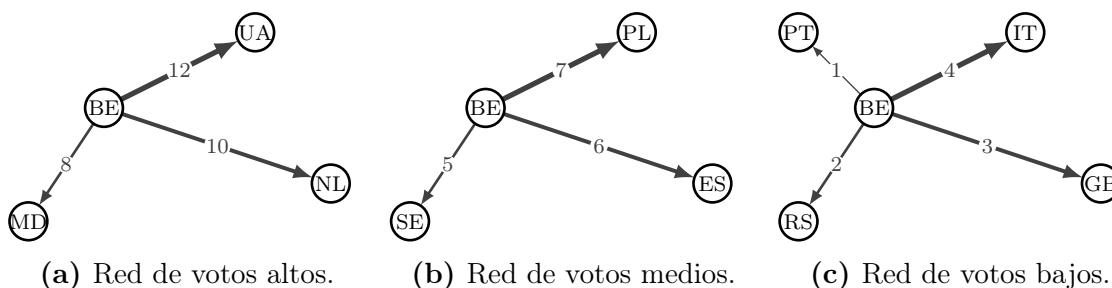 UA
PL
PT
IT
12
7
1
4
BE
BE
BE
8
10
5
6
2
3
NL
ES
GB
MD
SE
RS
(a) Red de votos altos.
(b) Red de votos medios.
(c) Red de votos bajos.